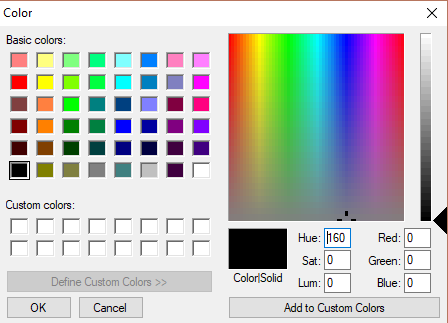 Color
Basic colors:
Custom colors:
Define Custom Colors >>
OK
Cancel
Color|Solid
Hue: 160
Sat: 0
Lum: 0
Red: 0
Green: 0
Blue: 0
Add to Custom Colors